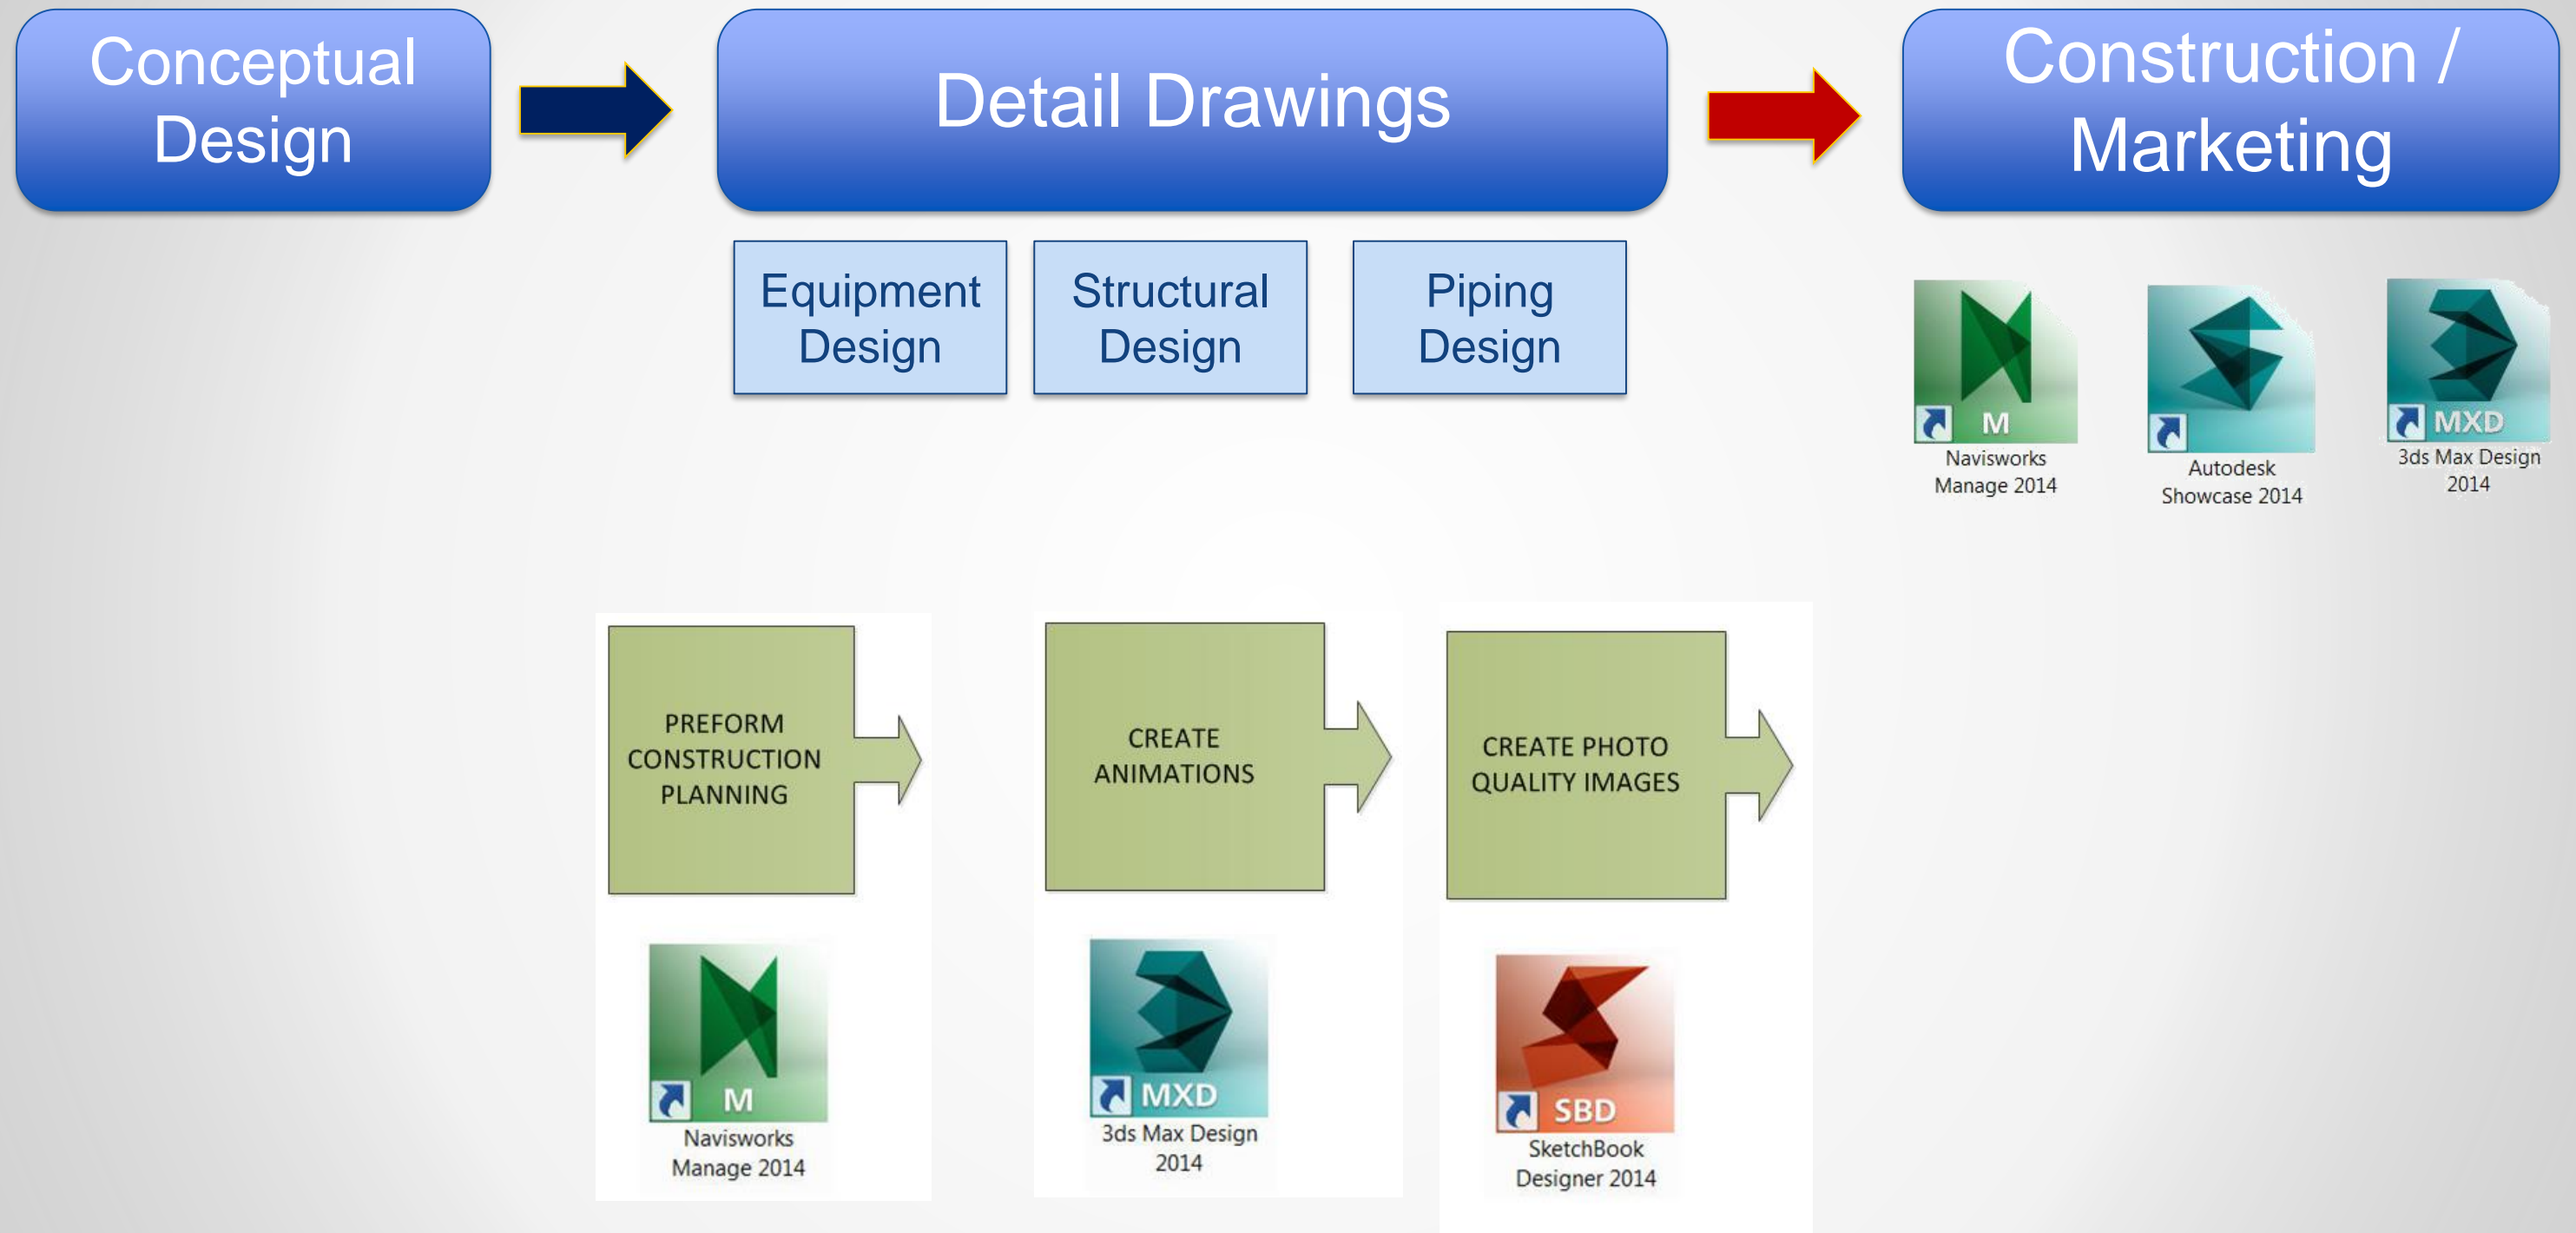 Conceptual
Design
Detail Drawings
Construction /
Marketing
Equipment
Design
Structural
Design
Piping
Design
M
Navisworks
Manage 2014
Autodesk
Showcase 2014
MXD
3ds Max Design
2014
PREFORM
CONSTRUCTION
PLANNING
CREATE
ANIMATIONS
CREATE PHOTO
QUALITY IMAGES
M
Navisworks
Manage 2014
MXD
3ds Max Design
2014
SBD
SketchBook
Designer 2014